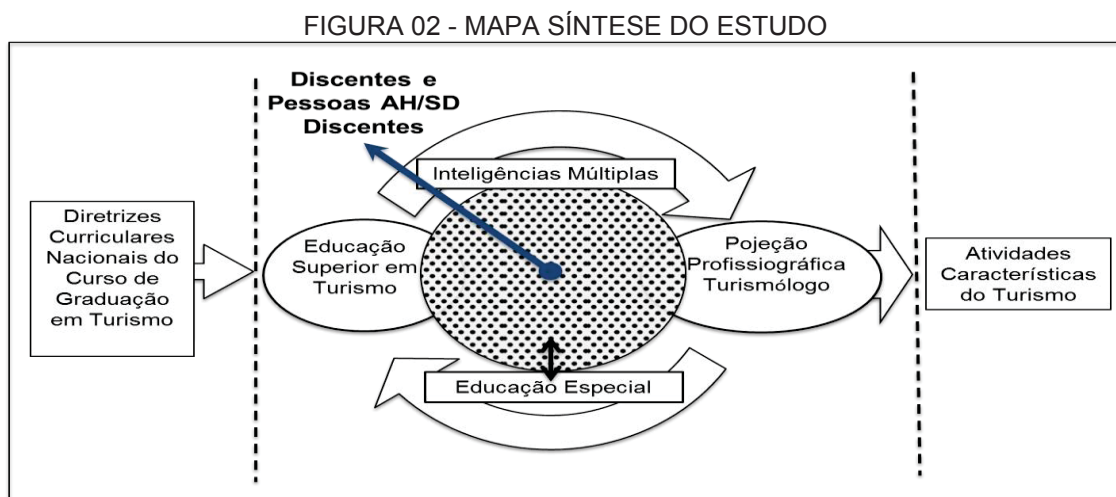 FIGURA 02 - MAPA SÍNTESE DO ESTUDO
Discentes e
Pessoas AH/SD
Discentes
Inteligências Múltiplas
Diretrizes
Curriculares
Nacionais do
Curso de
Graduação
em Turismo
Educação
Superior em
Turismo
Pojeção
Profissiográfica
Turismólogo
Atividades
Características
do Turismo
Educação Especial